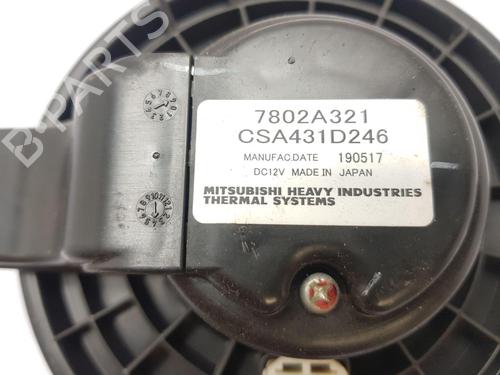 7802A321
CSA431D246
MANUFAC.DATE 190517
DC12V MADE IN JAPAN
MITSUBISHI HEAVY INDUSTRIES
THERMAL SYSTEMS
B-PARTS